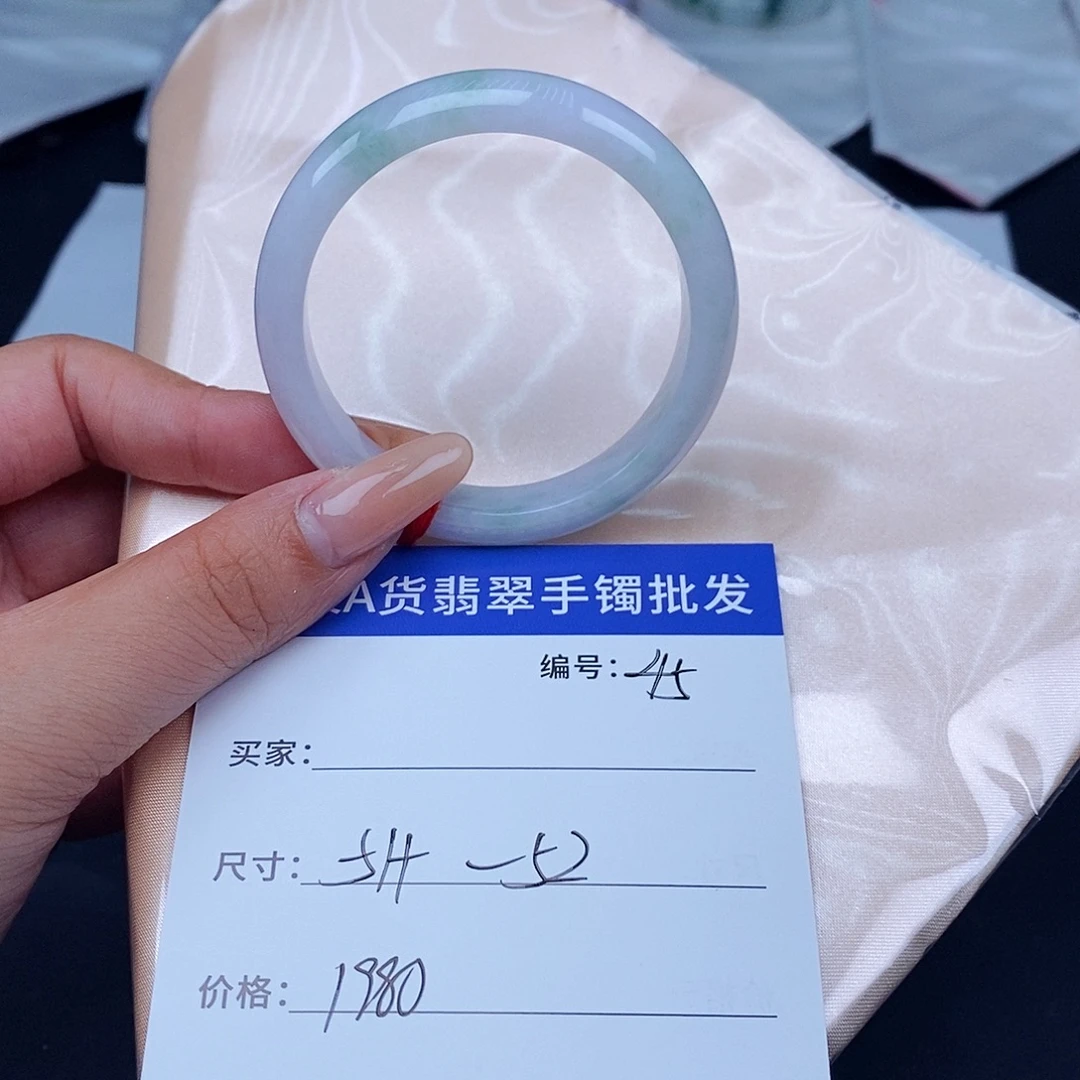 A货翡翠手镯批发
编号: 45
买家:
尺寸: 54 - 52
价格: 1980